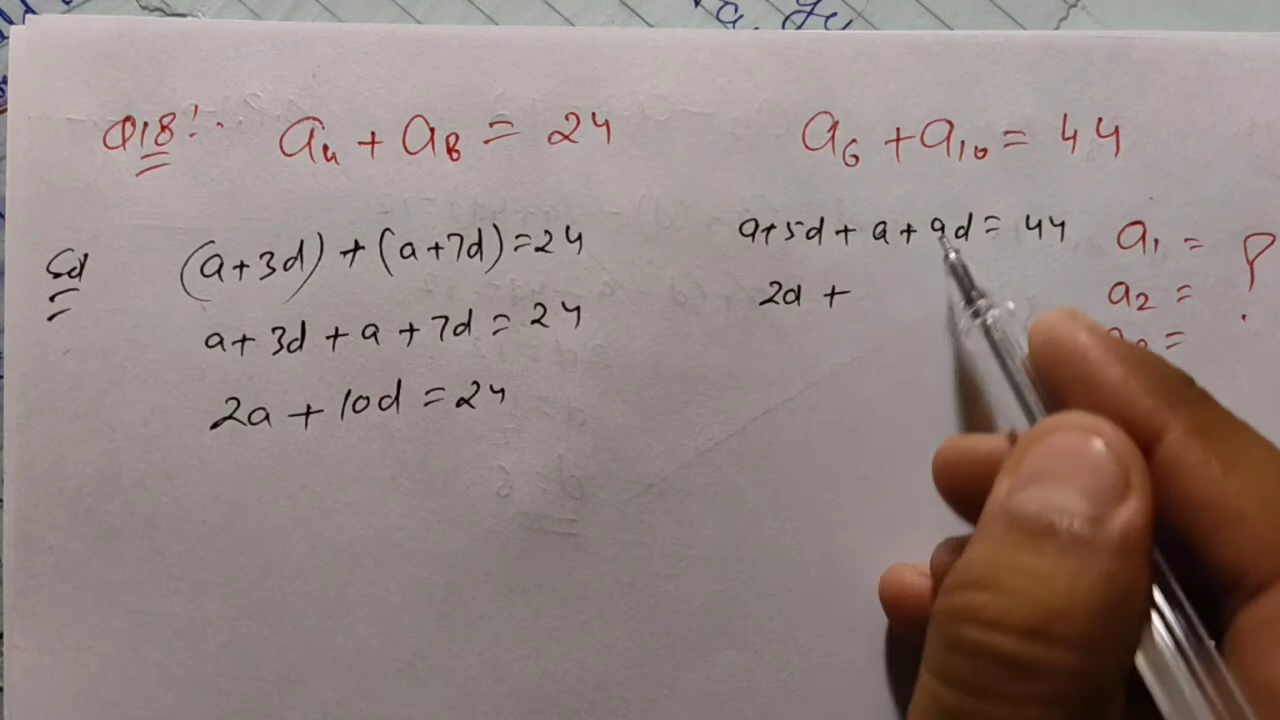 Q18:. a₄ + a₈ = 24
a₆ + a₁₀ = 44
Sol (a+3d) + (a+7d) = 24
a + 3d + a + 7d = 24
2a + 10d = 24
a+5d + a + 9d = 44
2a +
a₁ = ?
a₂ =